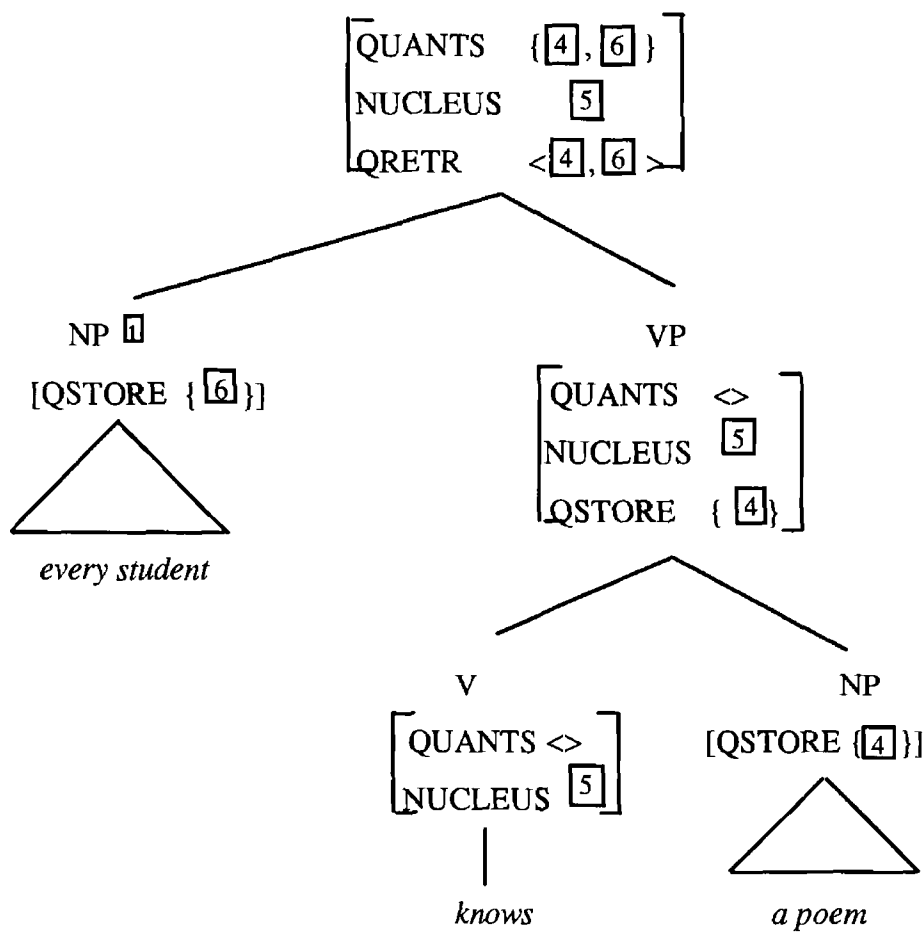 QUANTS { 4 , 6 }
NUCLEUS 5
QRETR < 4 , 6 >
NP 1 VP
[QSTORE { 6 }]
QUANTS <>
NUCLEUS 5
QSTORE { 4 }
every student
V NP
QUANTS <>
NUCLEUS 5
[QSTORE { 4 }]
knows a poem